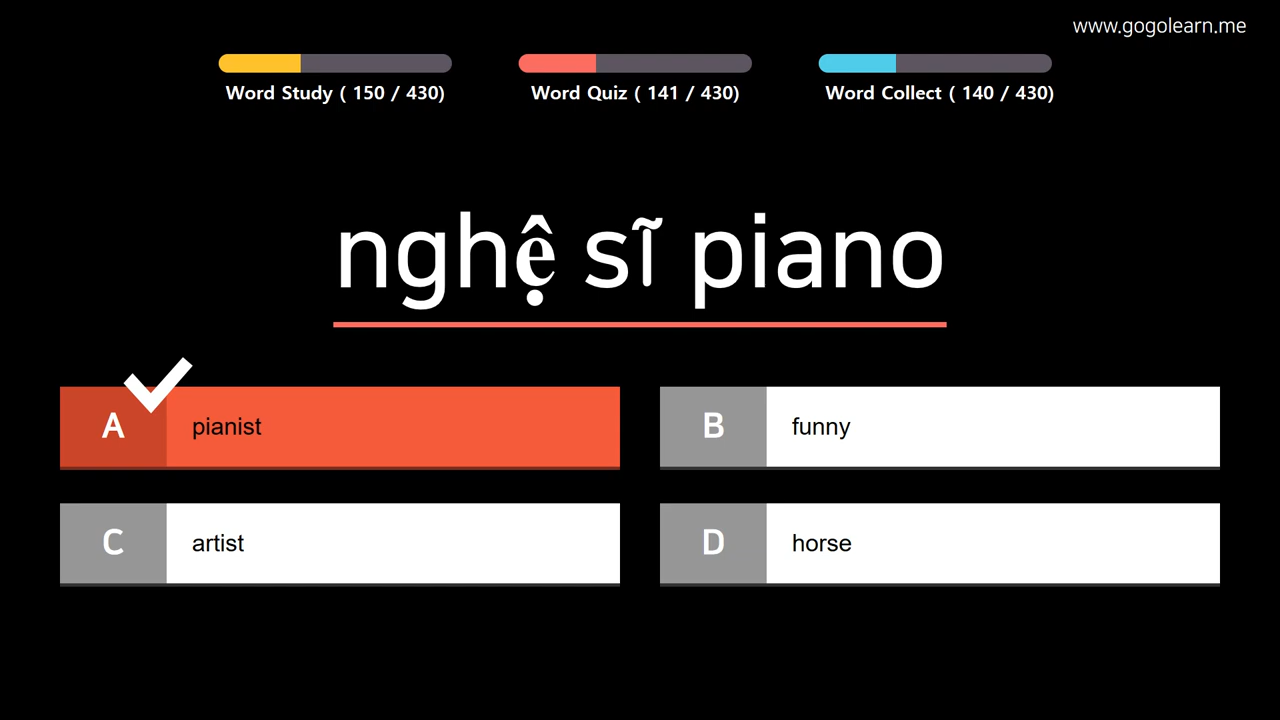 www.gogolearn.me
Word Study ( 150 / 430)
Word Quiz ( 141 / 430)
Word Collect ( 140 / 430)
nghệ sĩ piano
A pianist
B funny
C artist
D horse